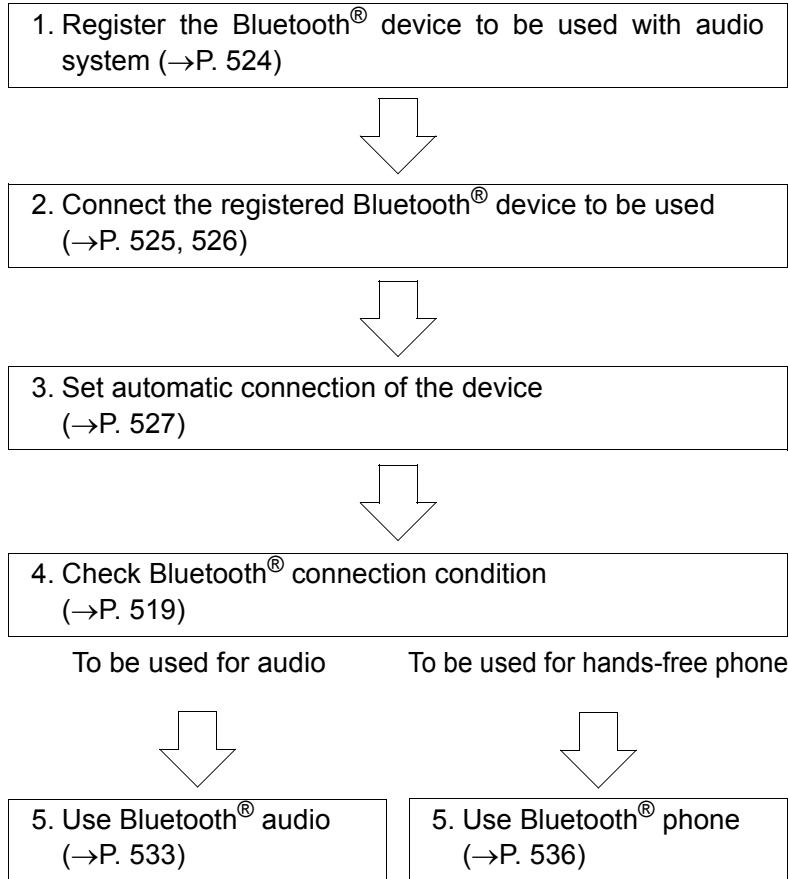 1. Register the Bluetooth® device to be used with audio
system (→P. 524)
2. Connect the registered Bluetooth® device to be used
(→P. 525, 526)
3. Set automatic connection of the device
(→P. 527)
4. Check Bluetooth® connection condition
(→P. 519)
To be used for audio
To be used for hands-free phone
5. Use Bluetooth® audio
(→P. 533)
5. Use Bluetooth® phone
(→P. 536)